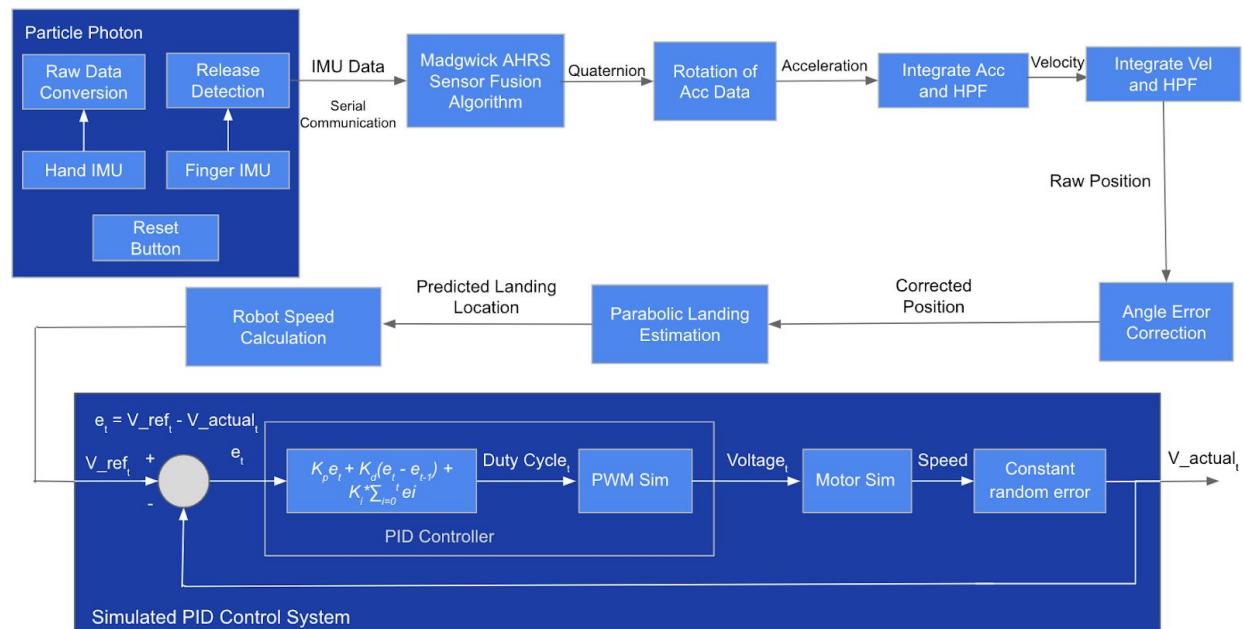 Particle Photon
Raw Data
Conversion
Release
Detection
Hand IMU
Finger IMU
Reset
Button
IMU Data
Serial
Communication
Madgwick AHRS
Sensor Fusion
Algorithm
Quaternion
Rotation of
Acc Data
Acceleration
Integrate Acc
and HPF
Velocity
Integrate Vel
and HPF
Raw Position
Angle Error
Correction
Corrected
Position
Parabolic Landing
Estimation
Predicted Landing
Location
Robot Speed
Calculation
e_t = V_ref_t - V_actual_t
V_ref_t
+
-
e_t
K_p e_t + K_d(e_t - e_{t-1}) +
K_i*∑_{i=0}^t ei
Duty Cycle_t
PWM Sim
PID Controller
Voltage_t
Motor Sim
Speed
Constant
random error
V_actual_t
Simulated PID Control System